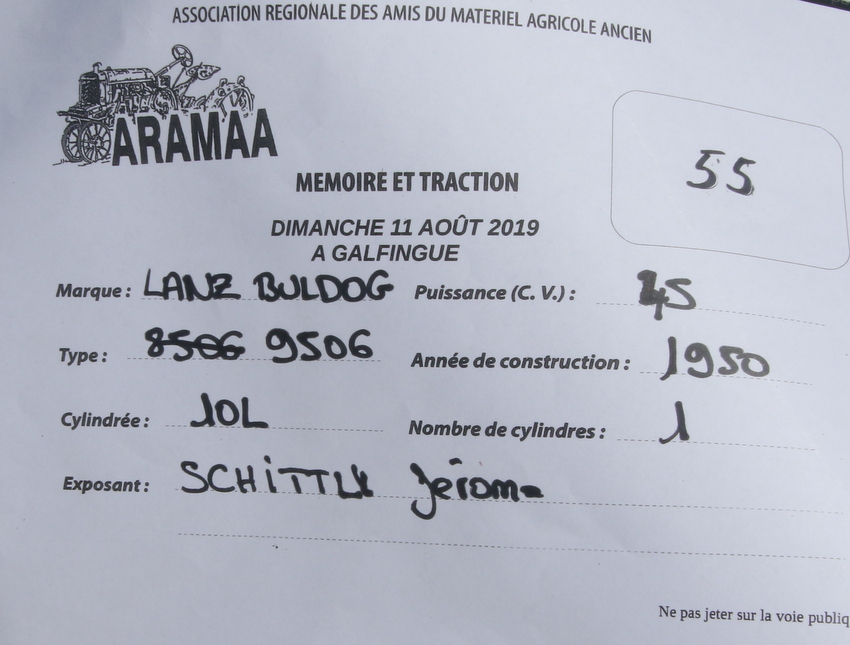 ASSOCIATION REGIONALE DES AMIS DU MATERIEL AGRICOLE ANCIEN
ARAMAA
55
MEMOIRE ET TRACTION
DIMANCHE 11 AOÛT 2019
A GALFINGUE
Marque : LANZ BULDOG Puissance (C. V.) : 45
Type : 8506 9506 Année de construction : 1950
Cylindrée : 10L Nombre de cylindres : 1
Exposant : Jérome
Ne pas jeter sur la voie publiq